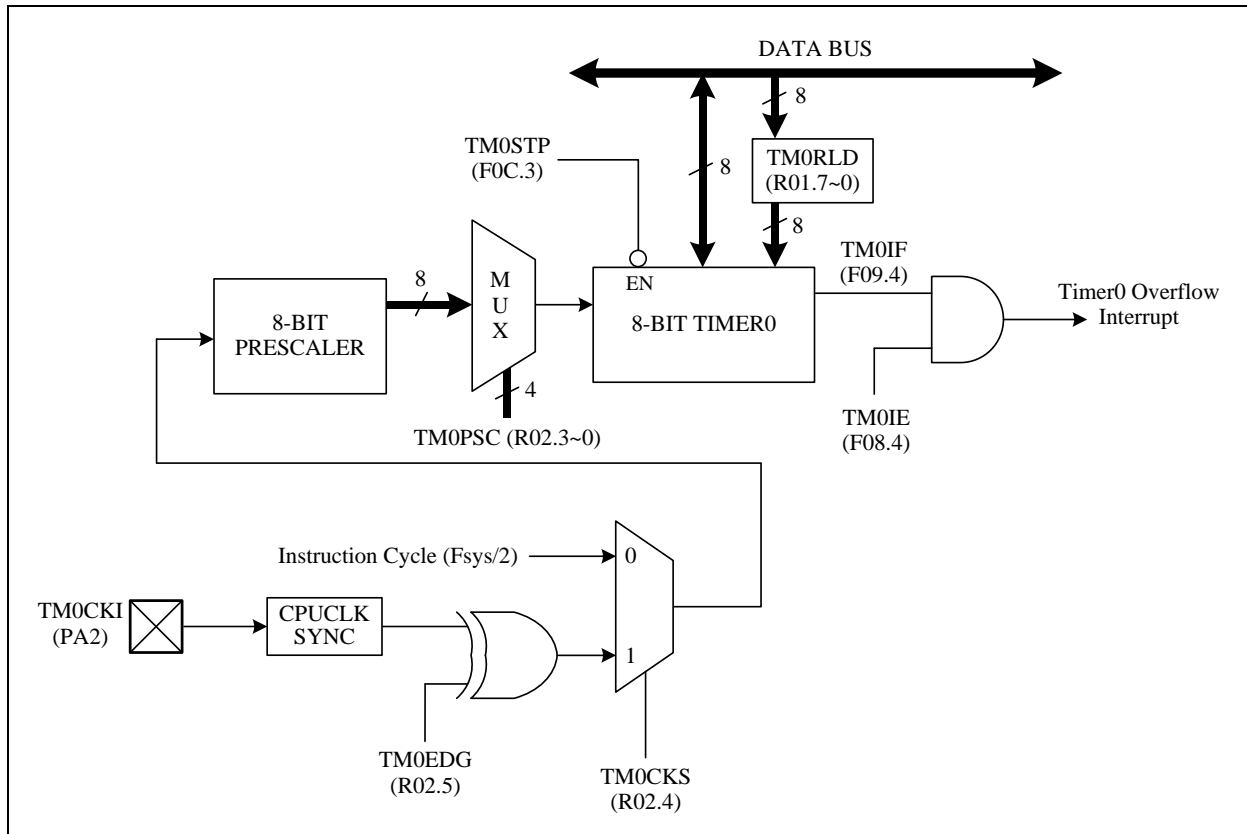 DATA BUS
8
TM0STP
(F0C.3)
8
TM0RLD
(R01.7~0)
8
TM0IF
(F09.4)
EN
8
M
U
X
8-BIT
PRESCALER
8-BIT TIMER0
Timer0 Overflow
Interrupt
4
TM0PSC (R02.3~0)
TM0IE
(F08.4)
Instruction Cycle (Fsys/2)
0
TM0CKI
(PA2)
CPUCLK
SYNC
1
TM0EDG
(R02.5)
TM0CKS
(R02.4)